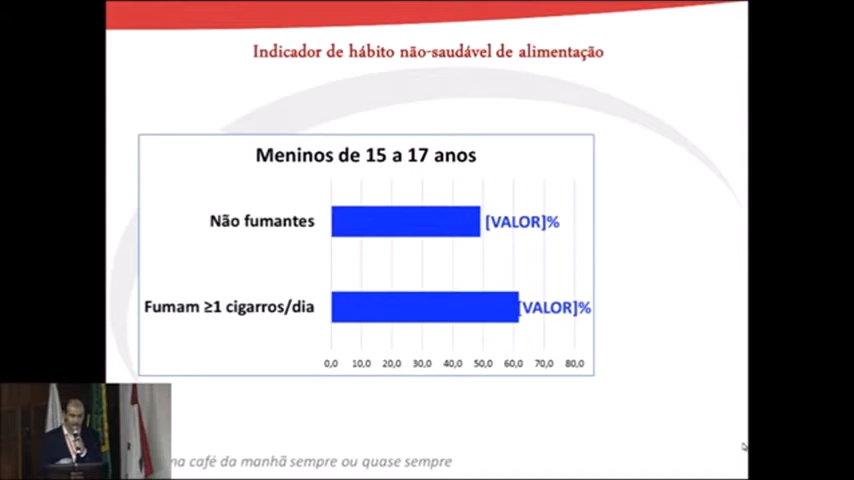 Indicador de hábito não-saudável de alimentação
Meninos de 15 a 17 anos
Não fumantes
[VALOR]%
Fumam ≥1 cigarros/dia
[VALOR]%
0,0 10,0 20,0 30,0 40,0 50,0 60,0 70,0 80,0
café da manhã sempre ou quase sempre